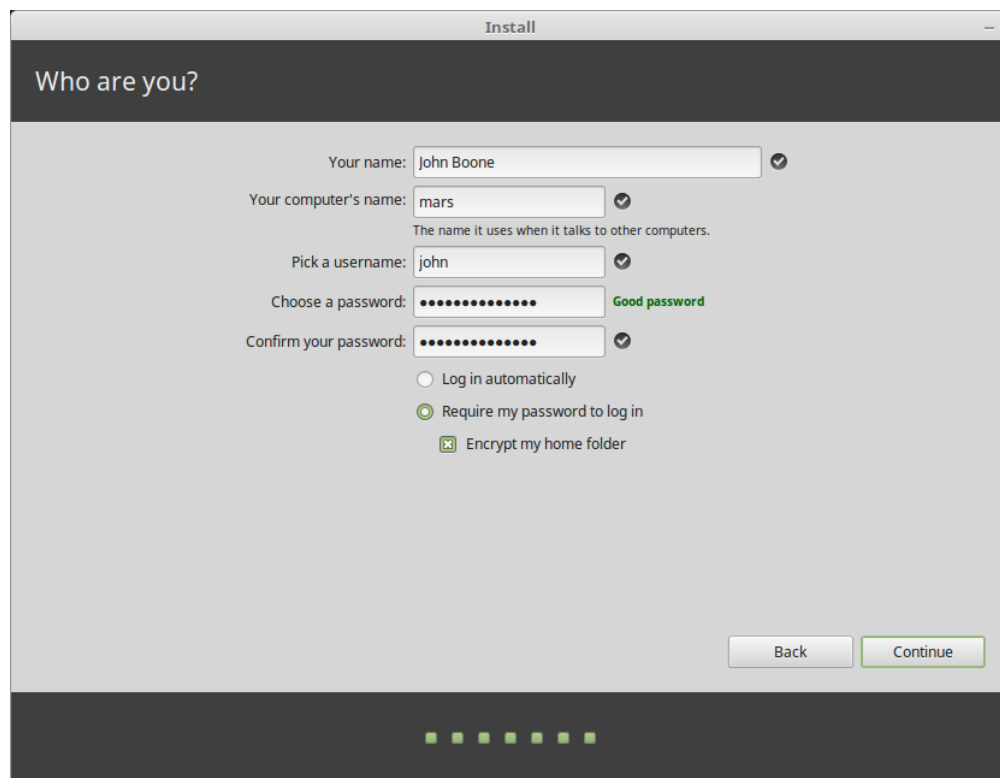 Install
Who are you?
Your name: John Boone
Your computer's name: mars
The name it uses when it talks to other computers.
Pick a username: john
Choose a password: ●●●●●●●●●●●●●● Good password
Confirm your password: ●●●●●●●●●●●●●●
Log in automatically
Require my password to log in
Encrypt my home folder
Back Continue